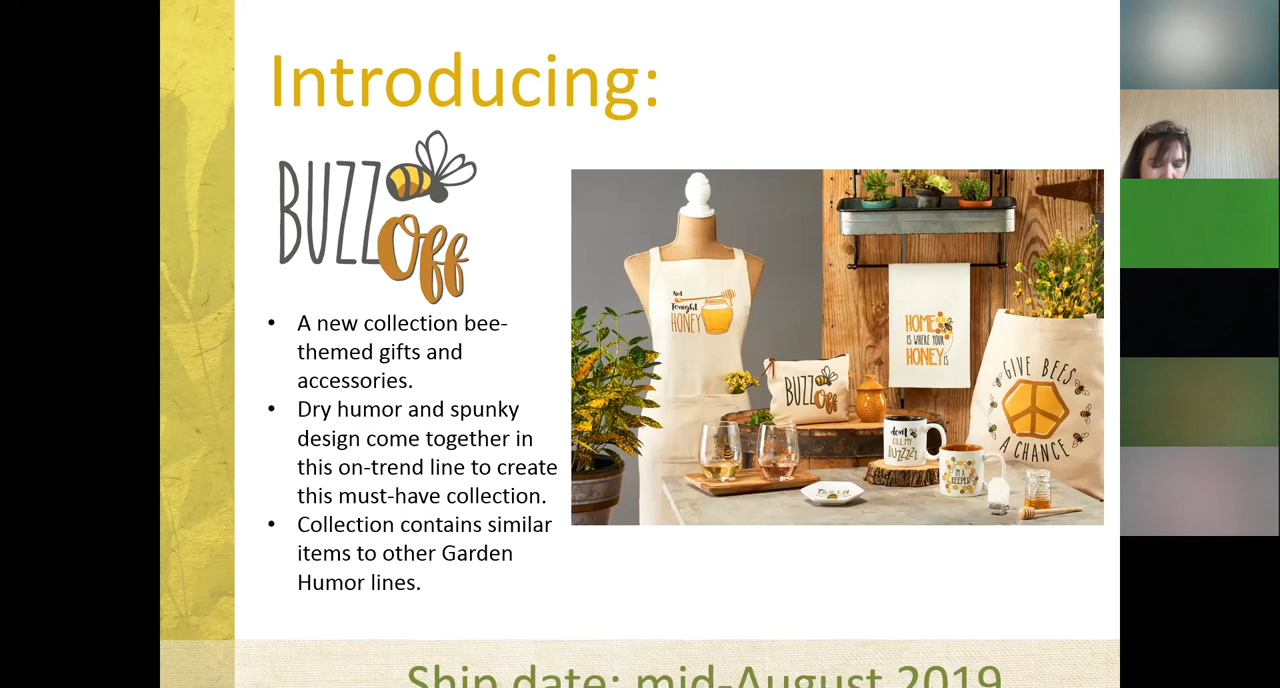 Introducing:
BUZZ
Off
• A new collection bee-
themed gifts and
accessories.
• Dry humor and spunky
design come together in
this on-trend line to create
this must-have collection.
• Collection contains similar
items to other Garden
Humor lines.
Not
Tonight
HONEY
BUZZ
Off
HOME
IS WHERE YOUR
HONEY IS
GIVE BEES
A CHANCE
don't
KILL MY
BUZZZZ
I'M A
KEEPER
Ship date: mid-August 2019